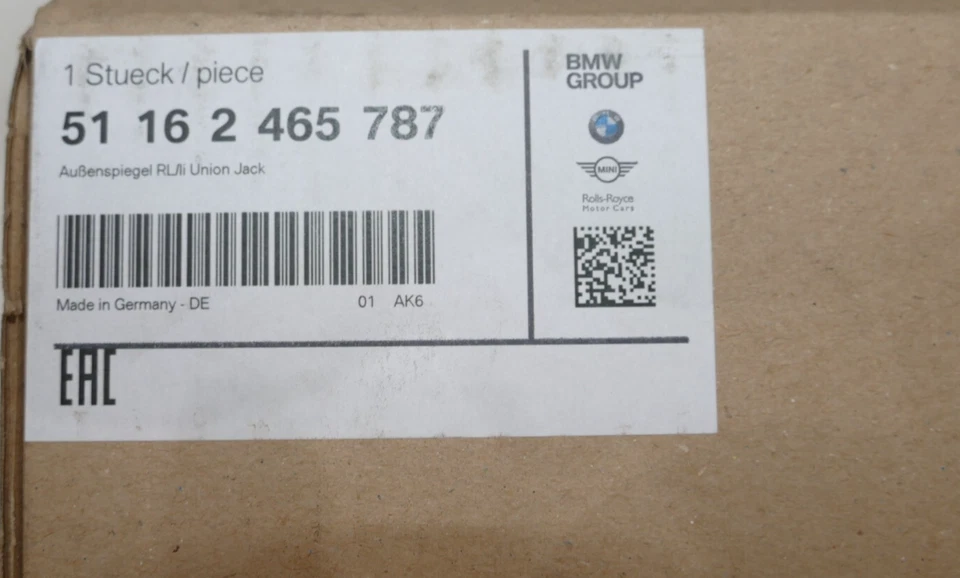 1 Stueck / piece
51 16 2 465 787
Außenspiegel RL/li Union Jack
Made in Germany - DE
01 AK6
EAC
BMW
GROUP
MINI
Rolls-Royce
Motor Cars